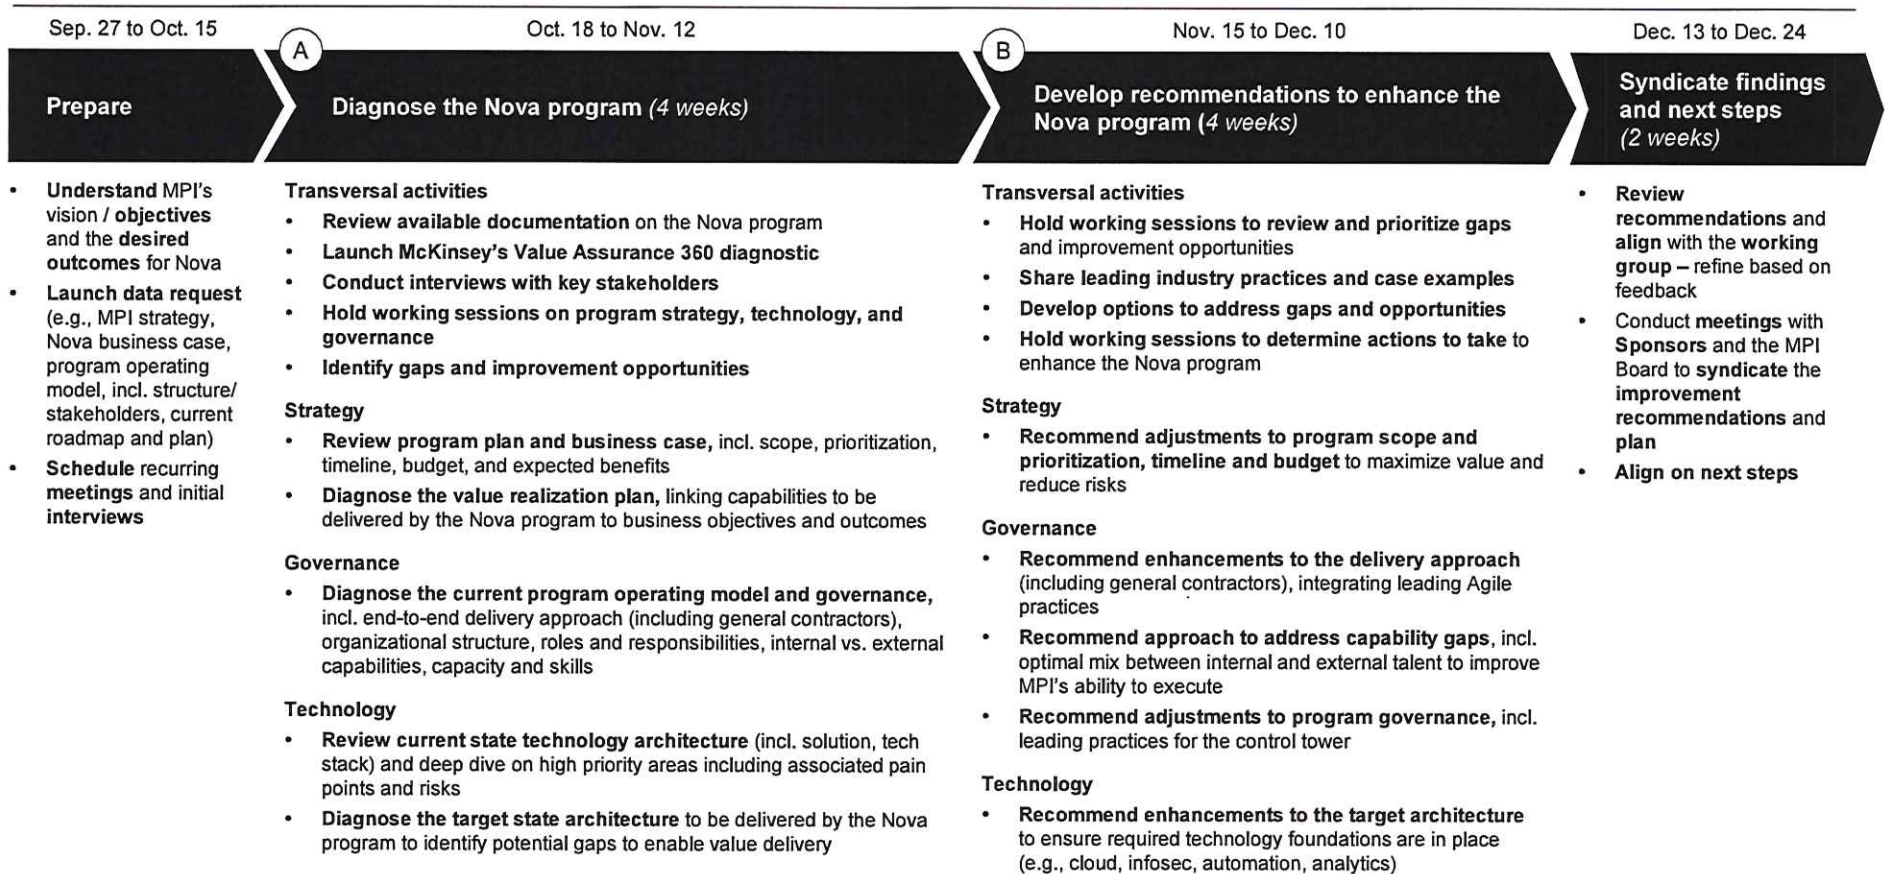 Sep. 27 to Oct. 15
Oct. 18 to Nov. 12
Nov. 15 to Dec. 10
Dec. 13 to Dec. 24
Prepare
A
Diagnose the Nova program (4 weeks)
B
Develop recommendations to enhance the
Nova program (4 weeks)
Syndicate findings
and next steps
(2 weeks)
• Understand MPI's
vision / objectives
and the desired
outcomes for Nova
• Launch data request
(e.g., MPI strategy,
Nova business case,
program operating
model, incl. structure/
stakeholders, current
roadmap and plan)
• Schedule recurring
meetings and initial
interviews
Transversal activities
• Review available documentation on the Nova program
• Launch McKinsey's Value Assurance 360 diagnostic
• Conduct interviews with key stakeholders
• Hold working sessions on program strategy, technology, and
governance
• Identify gaps and improvement opportunities
Strategy
• Review program plan and business case, incl. scope, prioritization,
timeline, budget, and expected benefits
• Diagnose the value realization plan, linking capabilities to be
delivered by the Nova program to business objectives and outcomes
Governance
• Diagnose the current program operating model and governance,
incl. end-to-end delivery approach (including general contractors),
organizational structure, roles and responsibilities, internal vs. external
capabilities, capacity and skills
Technology
• Review current state technology architecture (incl. solution, tech
stack) and deep dive on high priority areas including associated pain
points and risks
• Diagnose the target state architecture to be delivered by the Nova
program to identify potential gaps to enable value delivery
Transversal activities
• Hold working sessions to review and prioritize gaps
and improvement opportunities
• Share leading industry practices and case examples
• Develop options to address gaps and opportunities
• Hold working sessions to determine actions to take to
enhance the Nova program
Strategy
• Recommend adjustments to program scope and
prioritization, timeline and budget to maximize value and
reduce risks
Governance
• Recommend enhancements to the delivery approach
(including general contractors), integrating leading Agile
practices
• Recommend approach to address capability gaps, incl.
optimal mix between internal and external talent to improve
MPI's ability to execute
• Recommend adjustments to program governance, incl.
leading practices for the control tower
Technology
• Recommend enhancements to the target architecture
to ensure required technology foundations are in place
(e.g., cloud, infosec, automation, analytics)
• Review
recommendations and
align with the working
group – refine based on
feedback
• Conduct meetings with
Sponsors and the MPI
Board to syndicate the
improvement
recommendations and
plan
• Align on next steps